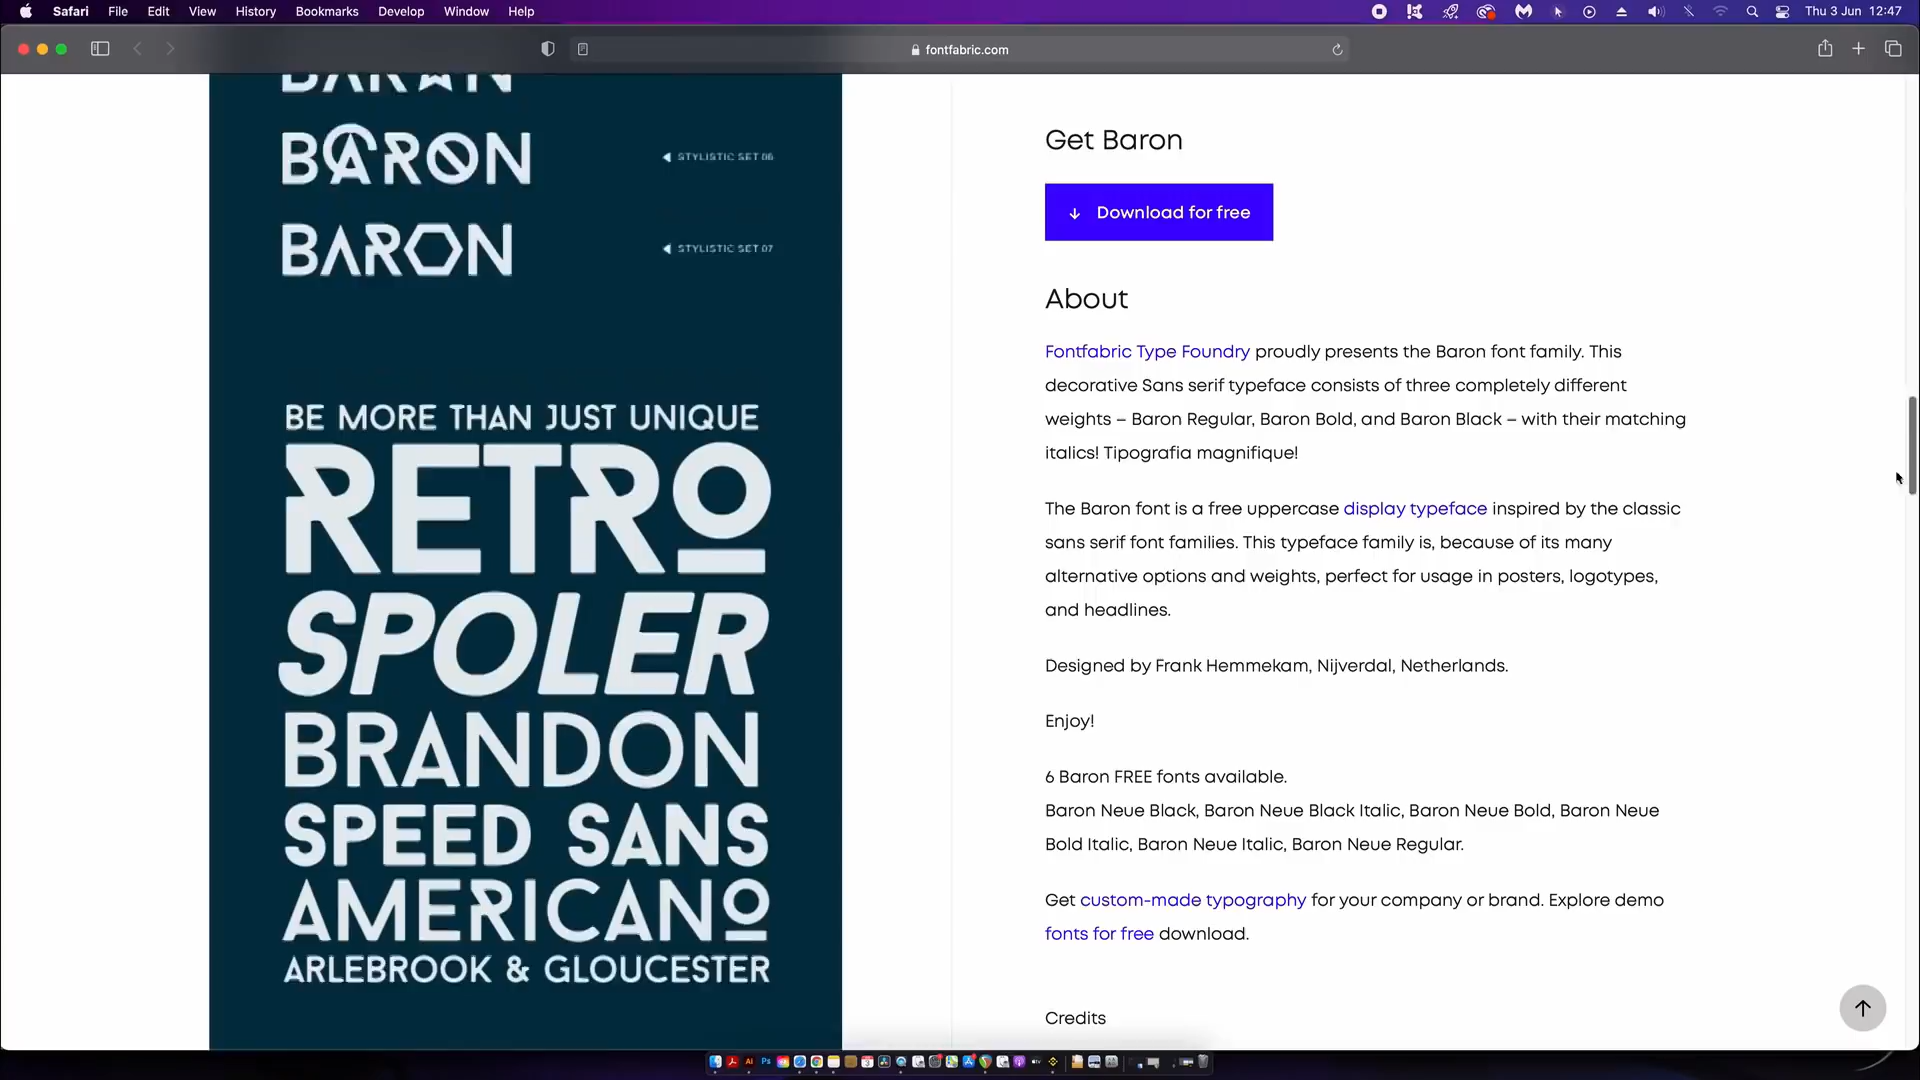 Safari File Edit View History Bookmarks Develop Window Help Thu 3 Jun 12:47
fontfabric.com
BARON
BARON
STYLISTIC SET 06
BARON
STYLISTIC SET 07
BE MORE THAN JUST UNIQUE
RETRO
SPOLER
BRANDON
SPEED SANS
AMERICANO
ARLEBROOK & GLOUCESTER
Get Baron
Download for free
About
Fontfabric Type Foundry proudly presents the Baron font family. This
decorative Sans serif typeface consists of three completely different
weights – Baron Regular, Baron Bold, and Baron Black – with their matching
italics! Tipografia magnifique!
The Baron font is a free uppercase display typeface inspired by the classic
sans serif font families. This typeface family is, because of its many
alternative options and weights, perfect for usage in posters, logotypes,
and headlines.
Designed by Frank Hemmekam, Nijverdal, Netherlands.
Enjoy!
6 Baron FREE fonts available.
Baron Neue Black, Baron Neue Black Italic, Baron Neue Bold, Baron Neue
Bold Italic, Baron Neue Italic, Baron Neue Regular.
Get custom-made typography for your company or brand. Explore demo
fonts for free download.
Credits